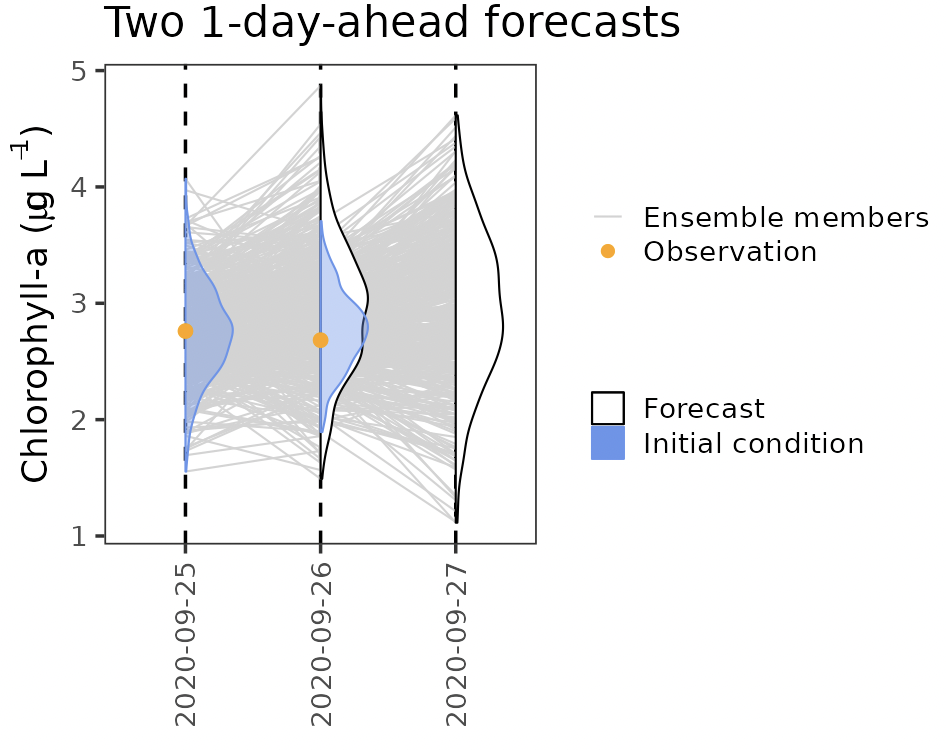 Two 1-day-ahead forecasts
Chlorophyll-a (μg L⁻¹)
5
4
3
2
1
2020-09-25
2020-09-26
2020-09-27
Ensemble members
Observation
Forecast
Initial condition